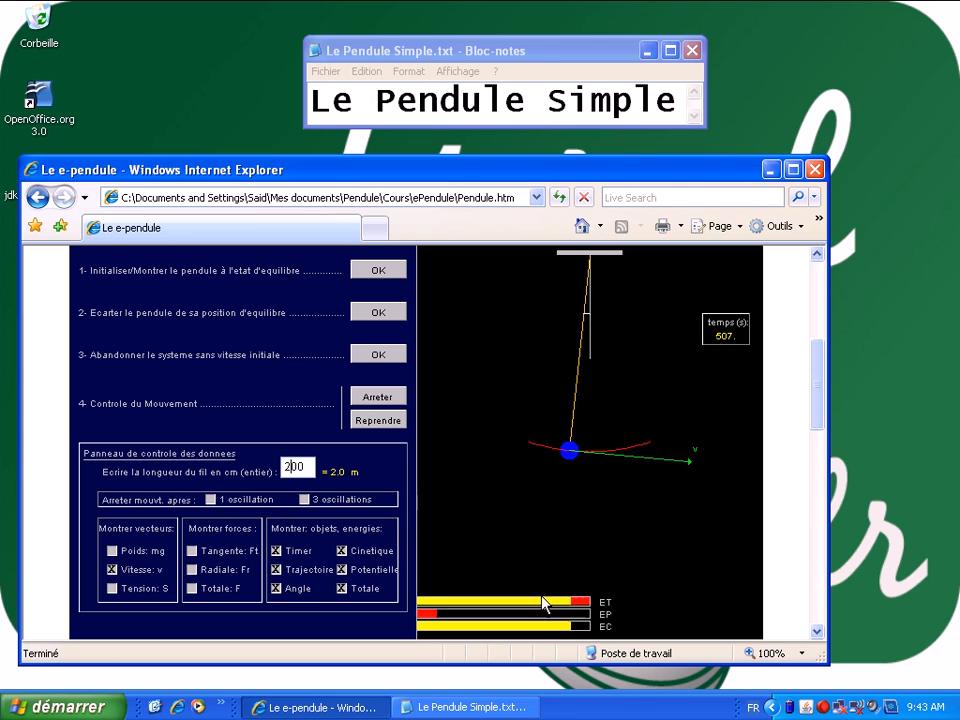 Corbeille
OpenOffice.org
3.0
jdk
Le Pendule Simple.txt - Bloc-notes
Fichier Edition Format Affichage ?
Le Pendule Simple
Le e-pendule - Windows Internet Explorer
C:\Documents and Settings\Said\Mes documents\Pendule\Cours\ePendule\Pendule.htm
Live Search
Le e-pendule
Page
Outils
1- Initialiser/Montrer le pendule à l'etat d'equilibre ............. OK
2- Ecarter le pendule de sa position d'equilibre .................. OK
3- Abandonner le systeme sans vitesse initiale .................... OK
4- Controle du Mouvement .............................................
Arreter
Reprendre
Panneau de controle des donnees
Ecrire la longueur du fil en cm (entier) : 200 = 2.0 m
Arreter mouvt. apres : 1 oscillation 3 oscillations
Montrer vecteurs: Montrer forces : Montrer: objets, energies:
Poids: mg Tangente: Ft Timer Cinetique
Vitesse: v Radiale: Fr Trajectoire Potentielle
Tension: S Totale: F Angle Totale
temps (s):
507.
v
ET
EP
EC
Terminé
Poste de travail
100%
démarrer
Le e-pendule - Windo...
Le Pendule Simple.txt...
FR
9:43 AM